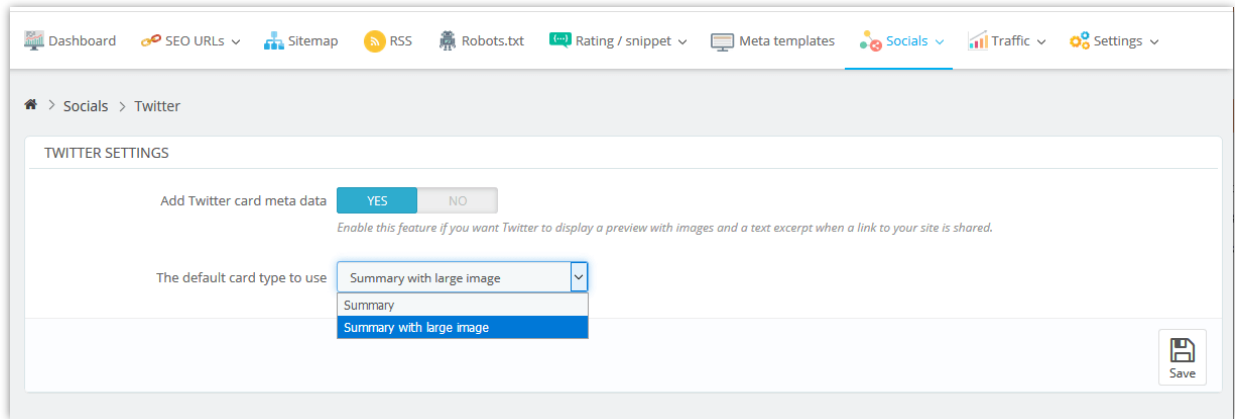 Dashboard SEO URLs Sitemap RSS Robots.txt Rating / snippet Meta templates Socials Traffic Settings
> Socials > Twitter
TWITTER SETTINGS
Add Twitter card meta data YES NO
Enable this feature if you want Twitter to display a preview with images and a text excerpt when a link to your site is shared.
The default card type to use Summary with large image
Summary
Summary with large image
Save